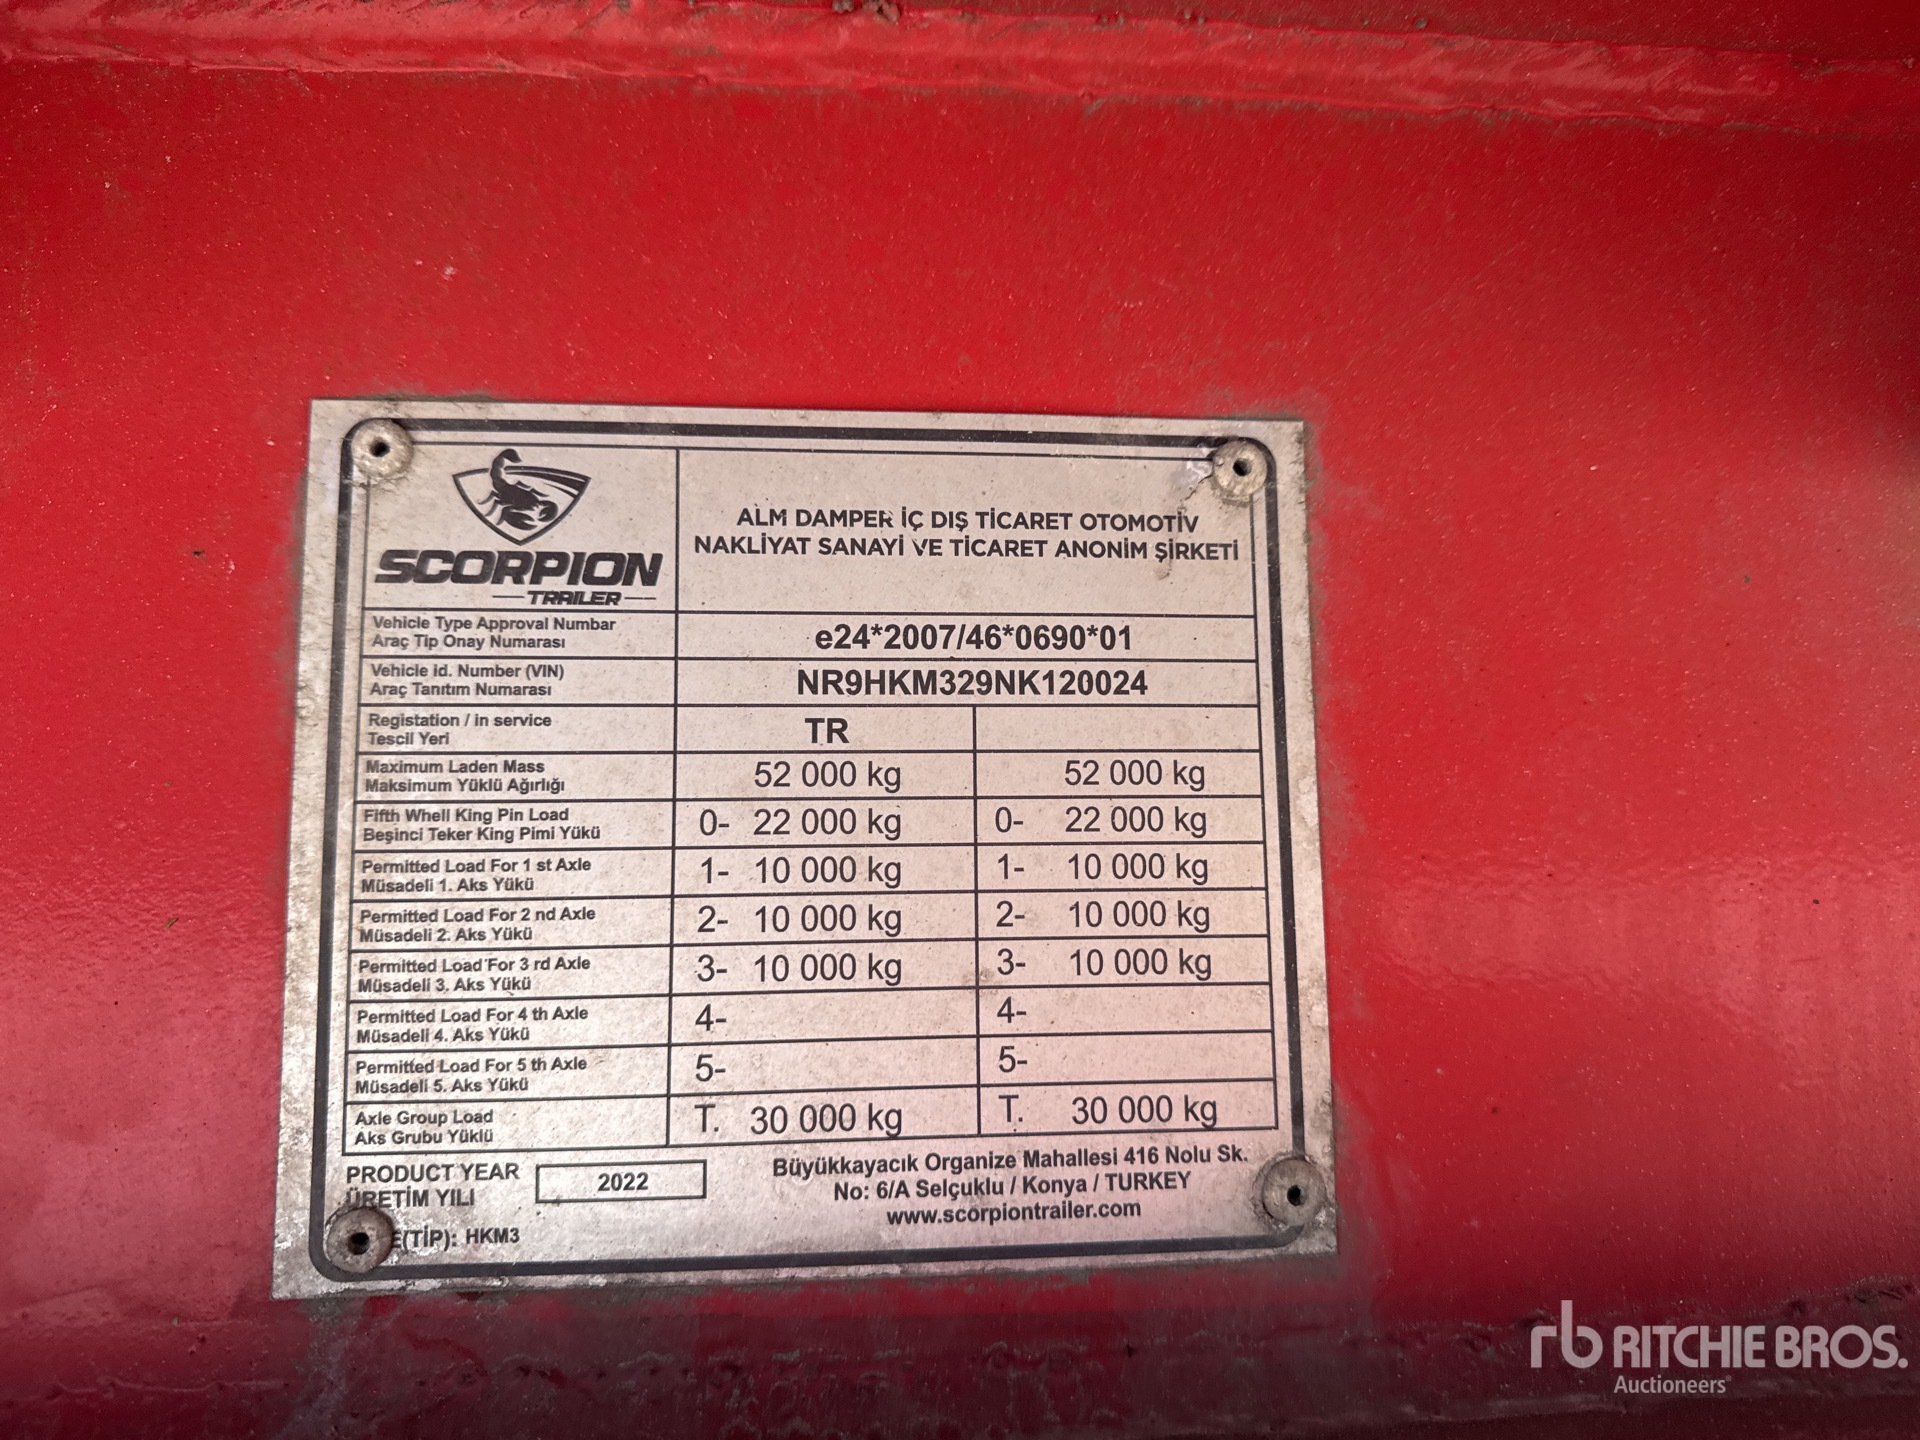 SCORPION
TRAILER
ALM DAMPER İÇ DIŞ TİCARET OTOMOTİV
NAKLİYAT SANAYİ VE TİCARET ANONİM ŞİRKETİ
Vehicle Type Approval Numbar
Araç Tip Onay Numarası
e24*2007/46*0690*01
Vehicle id. Number (VIN)
Araç Tanıtım Numarası
NR9HKM329NK120024
Registation / in service
Tescil Yeri
TR
Maximum Laden Mass
Maksimum Yüklü Ağırlığı
52 000 kg 52 000 kg
Fifth Whell King Pin Load
Beşinci Teker King Pimi Yükü
0- 22 000 kg 0- 22 000 kg
Permitted Load For 1 st Axle
Müsadeli 1. Aks Yükü
1- 10 000 kg 1- 10 000 kg
Permitted Load For 2 nd Axle
Müsadeli 2. Aks Yükü
2- 10 000 kg 2- 10 000 kg
Permitted Load For 3 rd Axle
Müsadeli 3. Aks Yükü
3- 10 000 kg 3- 10 000 kg
Permitted Load For 4 th Axle
Müsadeli 4. Aks Yükü
4- 4-
Permitted Load For 5 th Axle
Müsadeli 5. Aks Yükü
5- 5-
Axle Group Load
Aks Grubu Yüklü
T. 30 000 kg T. 30 000 kg
PRODUCT YEAR
ÜRETİM YILI
2022
(TİP): HKM3
Büyükkayacık Organize Mahallesi 416 Nolu Sk.
No: 6/A Selçuklu / Konya / TURKEY
www.scorpiontrailer.com
rb RITCHIE BROS.
Auctioneers